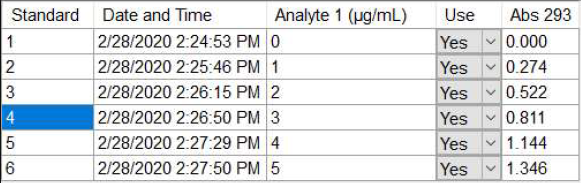 Standard Date and Time Analyte 1 (µg/mL) Use Abs 293
1 2/28/2020 2:24:53 PM 0 Yes 0.000
2 2/28/2020 2:25:46 PM 1 Yes 0.274
3 2/28/2020 2:26:15 PM 2 Yes 0.522
4 2/28/2020 2:26:50 PM 3 Yes 0.811
5 2/28/2020 2:27:29 PM 4 Yes 1.144
6 2/28/2020 2:27:50 PM 5 Yes 1.346